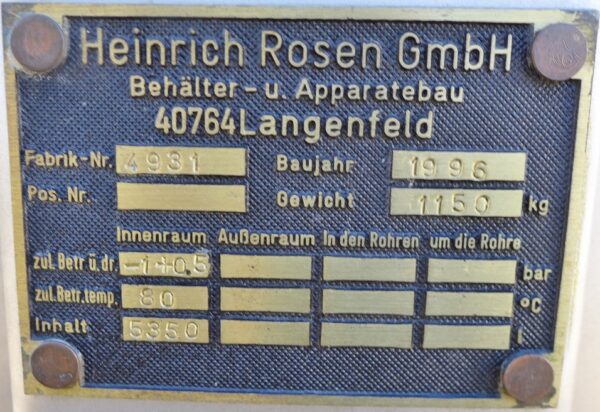 Heinrich Rosen GmbH
Behälter- u. Apparatebau
40764 Langenfeld
Fabrik-Nr. 4931 Baujahr 1996
Pos. Nr. Gewicht 1150 kg
Innenraum Außenraum In den Rohren um die Rohre
zul. Betr. ü. dr. -1+0.5 bar
zul. Betr. temp. 80 °C
Inhalt 5350 l